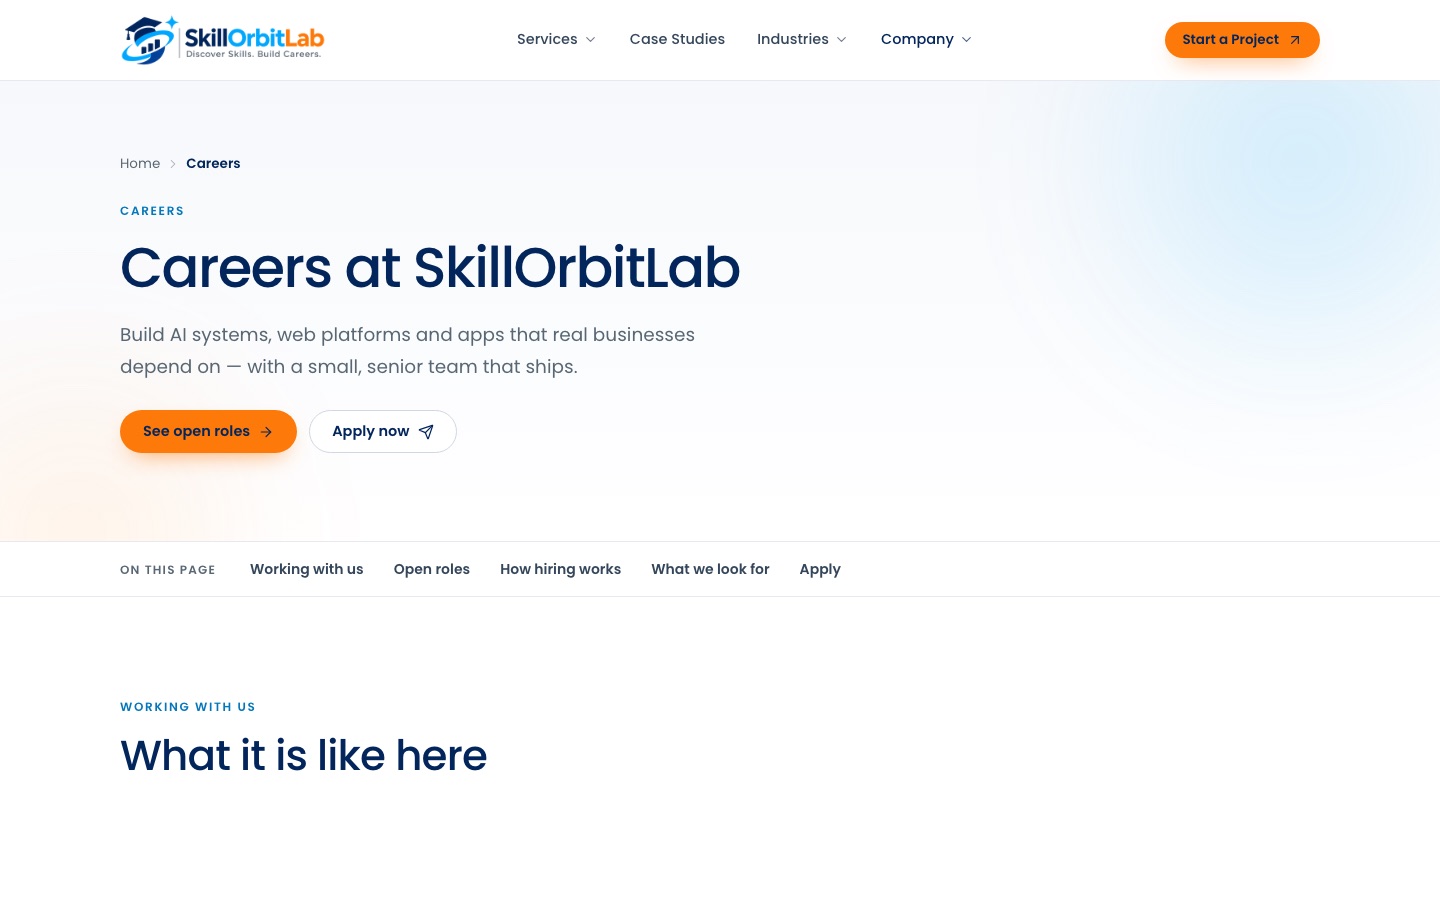 SkillOrbitLab
Discover Skills. Build Careers.
Services
Case Studies
Industries
Company
Start a Project
Home
Careers
CAREERS
Careers at SkillOrbitLab
Build AI systems, web platforms and apps that real businesses
depend on — with a small, senior team that ships.
See open roles
Apply now
ON THIS PAGE
Working with us
Open roles
How hiring works
What we look for
Apply
WORKING WITH US
What it is like here